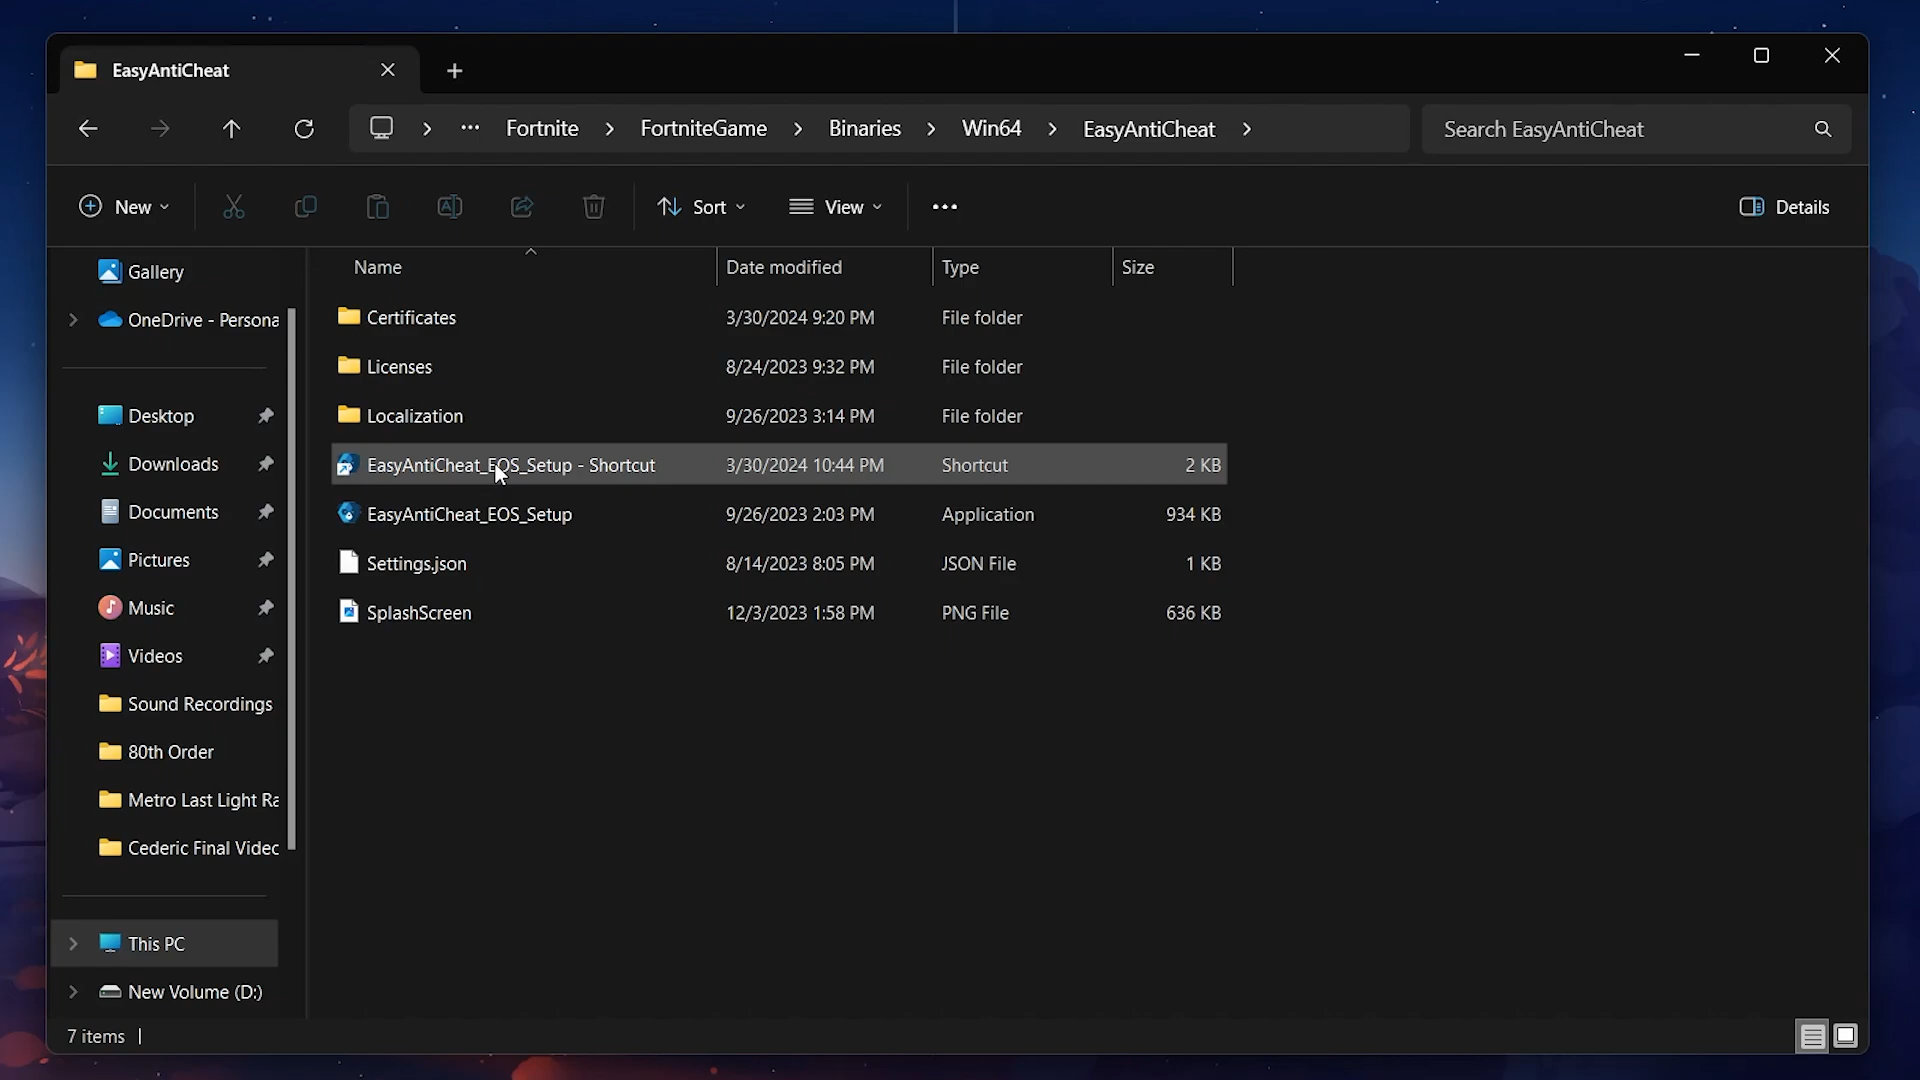 EasyAntiCheat
Fortnite FortniteGame Binaries Win64 EasyAntiCheat Search EasyAntiCheat
New Sort View Details
Name Date modified Type Size
Gallery
OneDrive - Persona
Desktop
Downloads
Documents
Pictures
Music
Videos
Sound Recordings
80th Order
Metro Last Light Ra
Cederic Final Videc
This PC
New Volume (D:)
Certificates 3/30/2024 9:20 PM File folder
Licenses 8/24/2023 9:32 PM File folder
Localization 9/26/2023 3:14 PM File folder
EasyAntiCheat_EOS_Setup - Shortcut 3/30/2024 10:44 PM Shortcut 2 KB
EasyAntiCheat_EOS_Setup 9/26/2023 2:03 PM Application 934 KB
Settings.json 8/14/2023 8:05 PM JSON File 1 KB
SplashScreen 12/3/2023 1:58 PM PNG File 636 KB
7 items